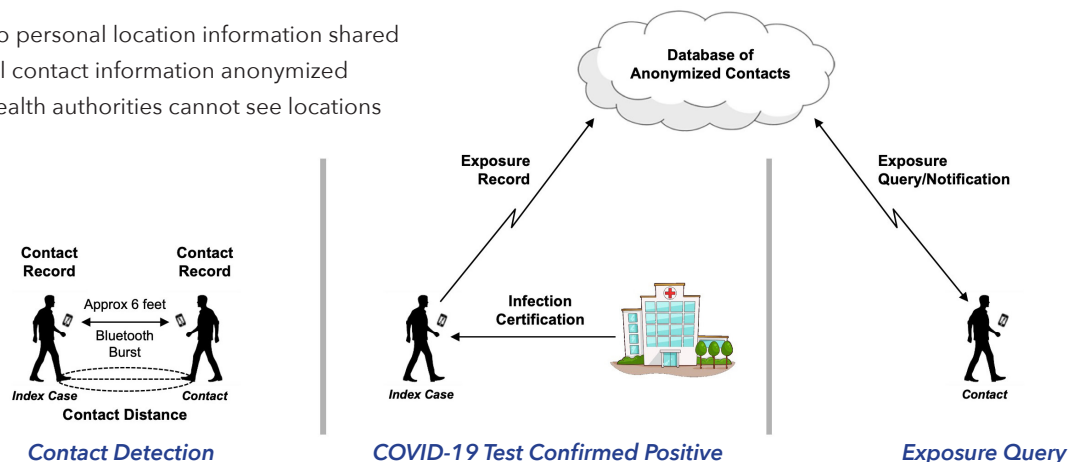 personal location information shared
contact information anonymized
cannot see locations
Database of
Anonymized Contacts
Exposure
Record
Exposure
Query/Notification
Contact
Record
Contact
Record
Approx 6 feet
Bluetooth
Burst
Index Case
Contact
Contact Distance
Infection
Certification
Index Case
Contact
Contact Detection
COVID-19 Test Confirmed Positive
Exposure Query